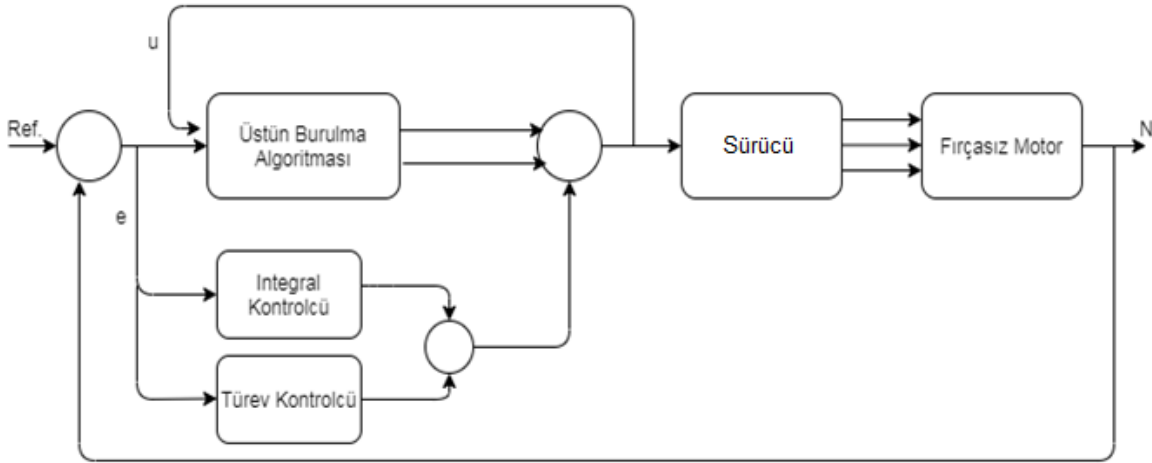 u
Ref.
Üstün Burulma
Algoritması
Sürücü
Fırçasız Motor
N
e
Integral
Kontrolcü
Türev Kontrolcü